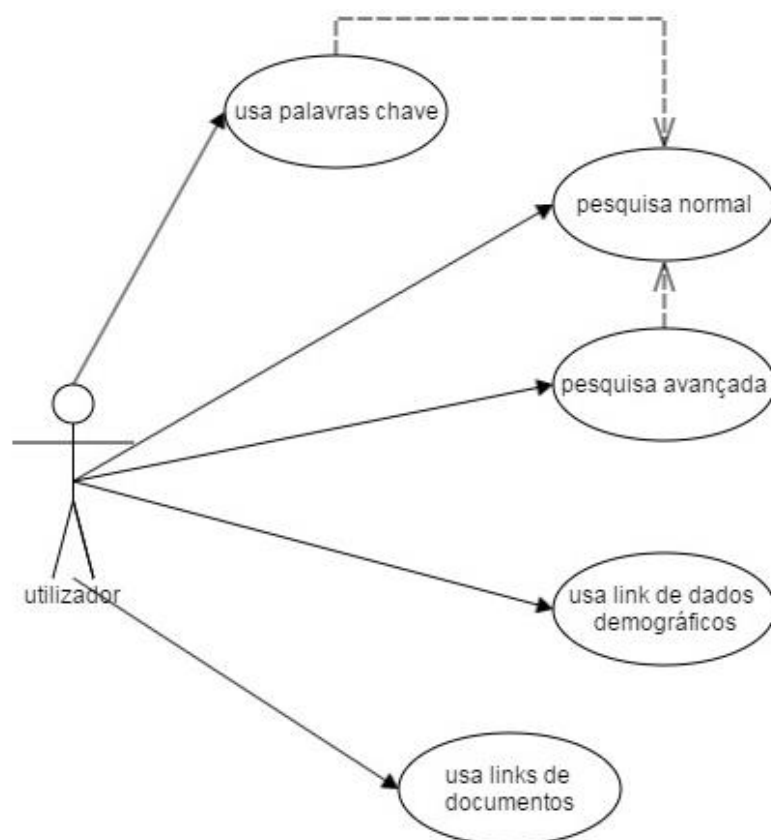 usa palavras chave
pesquisa normal
pesquisa avançada
utilizador
usa link de dados
demográficos
usa links de
documentos